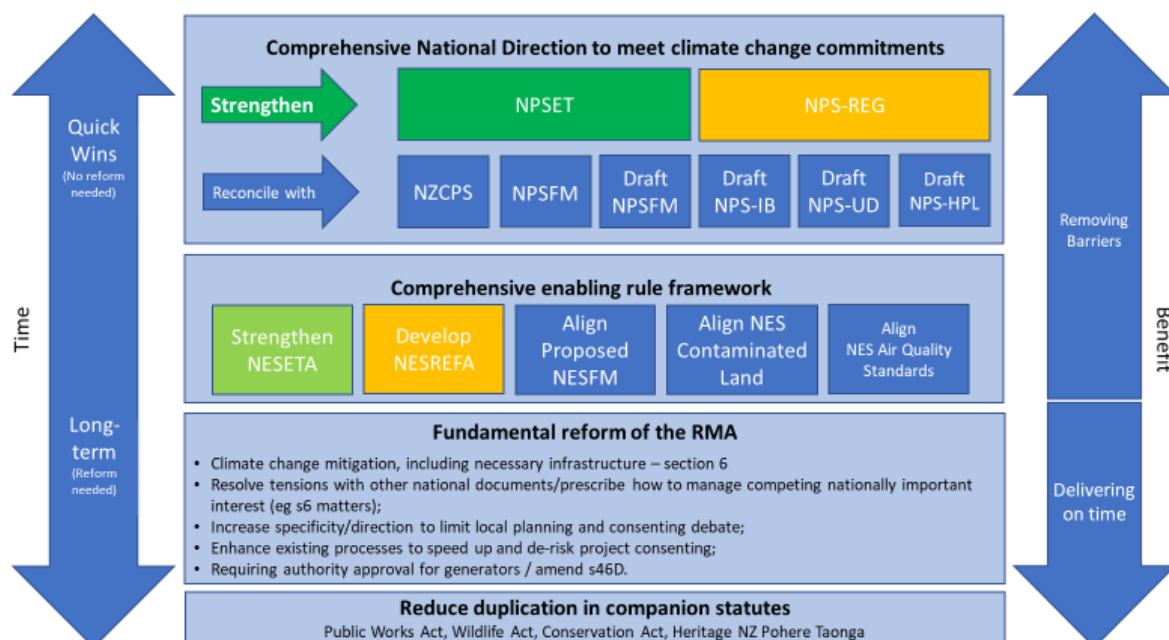 Comprehensive National Direction to meet climate change commitments
Strengthen
NPSET
NPS-REG
Reconcile with
NZCPS
NPSFM
Draft
NPSFM
Draft
NPS-IB
Draft
NPS-UD
Draft
NPS-HPL
Comprehensive enabling rule framework
Strengthen
NESETA
Develop
NESREFA
Align
Proposed
NESFM
Align NES
Contaminated
Land
Align
NES Air Quality
Standards
Fundamental reform of the RMA
• Climate change mitigation, including necessary infrastructure – section 6
• Resolve tensions with other national documents/prescribe how to manage competing nationally important
interest (eg s6 matters);
• Increase specificity/direction to limit local planning and consenting debate;
• Enhance existing processes to speed up and de-risk project consenting;
• Requiring authority approval for generators / amend s46D.
Reduce duplication in companion statutes
Public Works Act, Wildlife Act, Conservation Act, Heritage NZ Pohere Taonga
Time
Quick
Wins
(No reform
needed)
Long-
term
(Reform
needed)
Removing
Barriers
Delivering
on time
Benefit